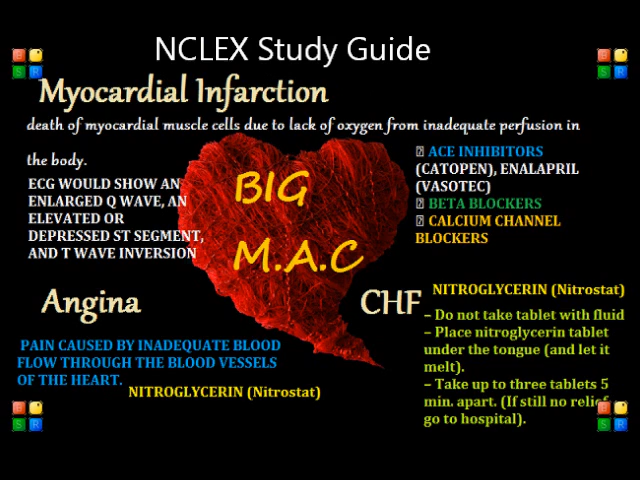 NCLEX Study Guide
Myocardial Infarction
death of myocardial muscle cells due to lack of oxygen from inadequate perfusion in
the body.
ECG WOULD SHOW AN
ENLARGED Q WAVE, AN
ELEVATED OR
DEPRESSED ST SEGMENT,
AND T WAVE INVERSION
BIG
M.A.C
ACE INHIBITORS
(CATOPEN), ENALAPRIL
(VASOTEC)
BETA BLOCKERS
CALCIUM CHANNEL
BLOCKERS
Angina
PAIN CAUSED BY INADEQUATE BLOOD
FLOW THROUGH THE BLOOD VESSELS
OF THE HEART.
NITROGLYCERIN (Nitrostat)
CHF
NITROGLYCERIN (Nitrostat)
– Do not take tablet with fluid
– Place nitroglycerin tablet
under the tongue (and let it
melt).
– Take up to three tablets 5
min. apart. (If still no relief
go to hospital).
B
S R
B
S R
B
S R
B
S R